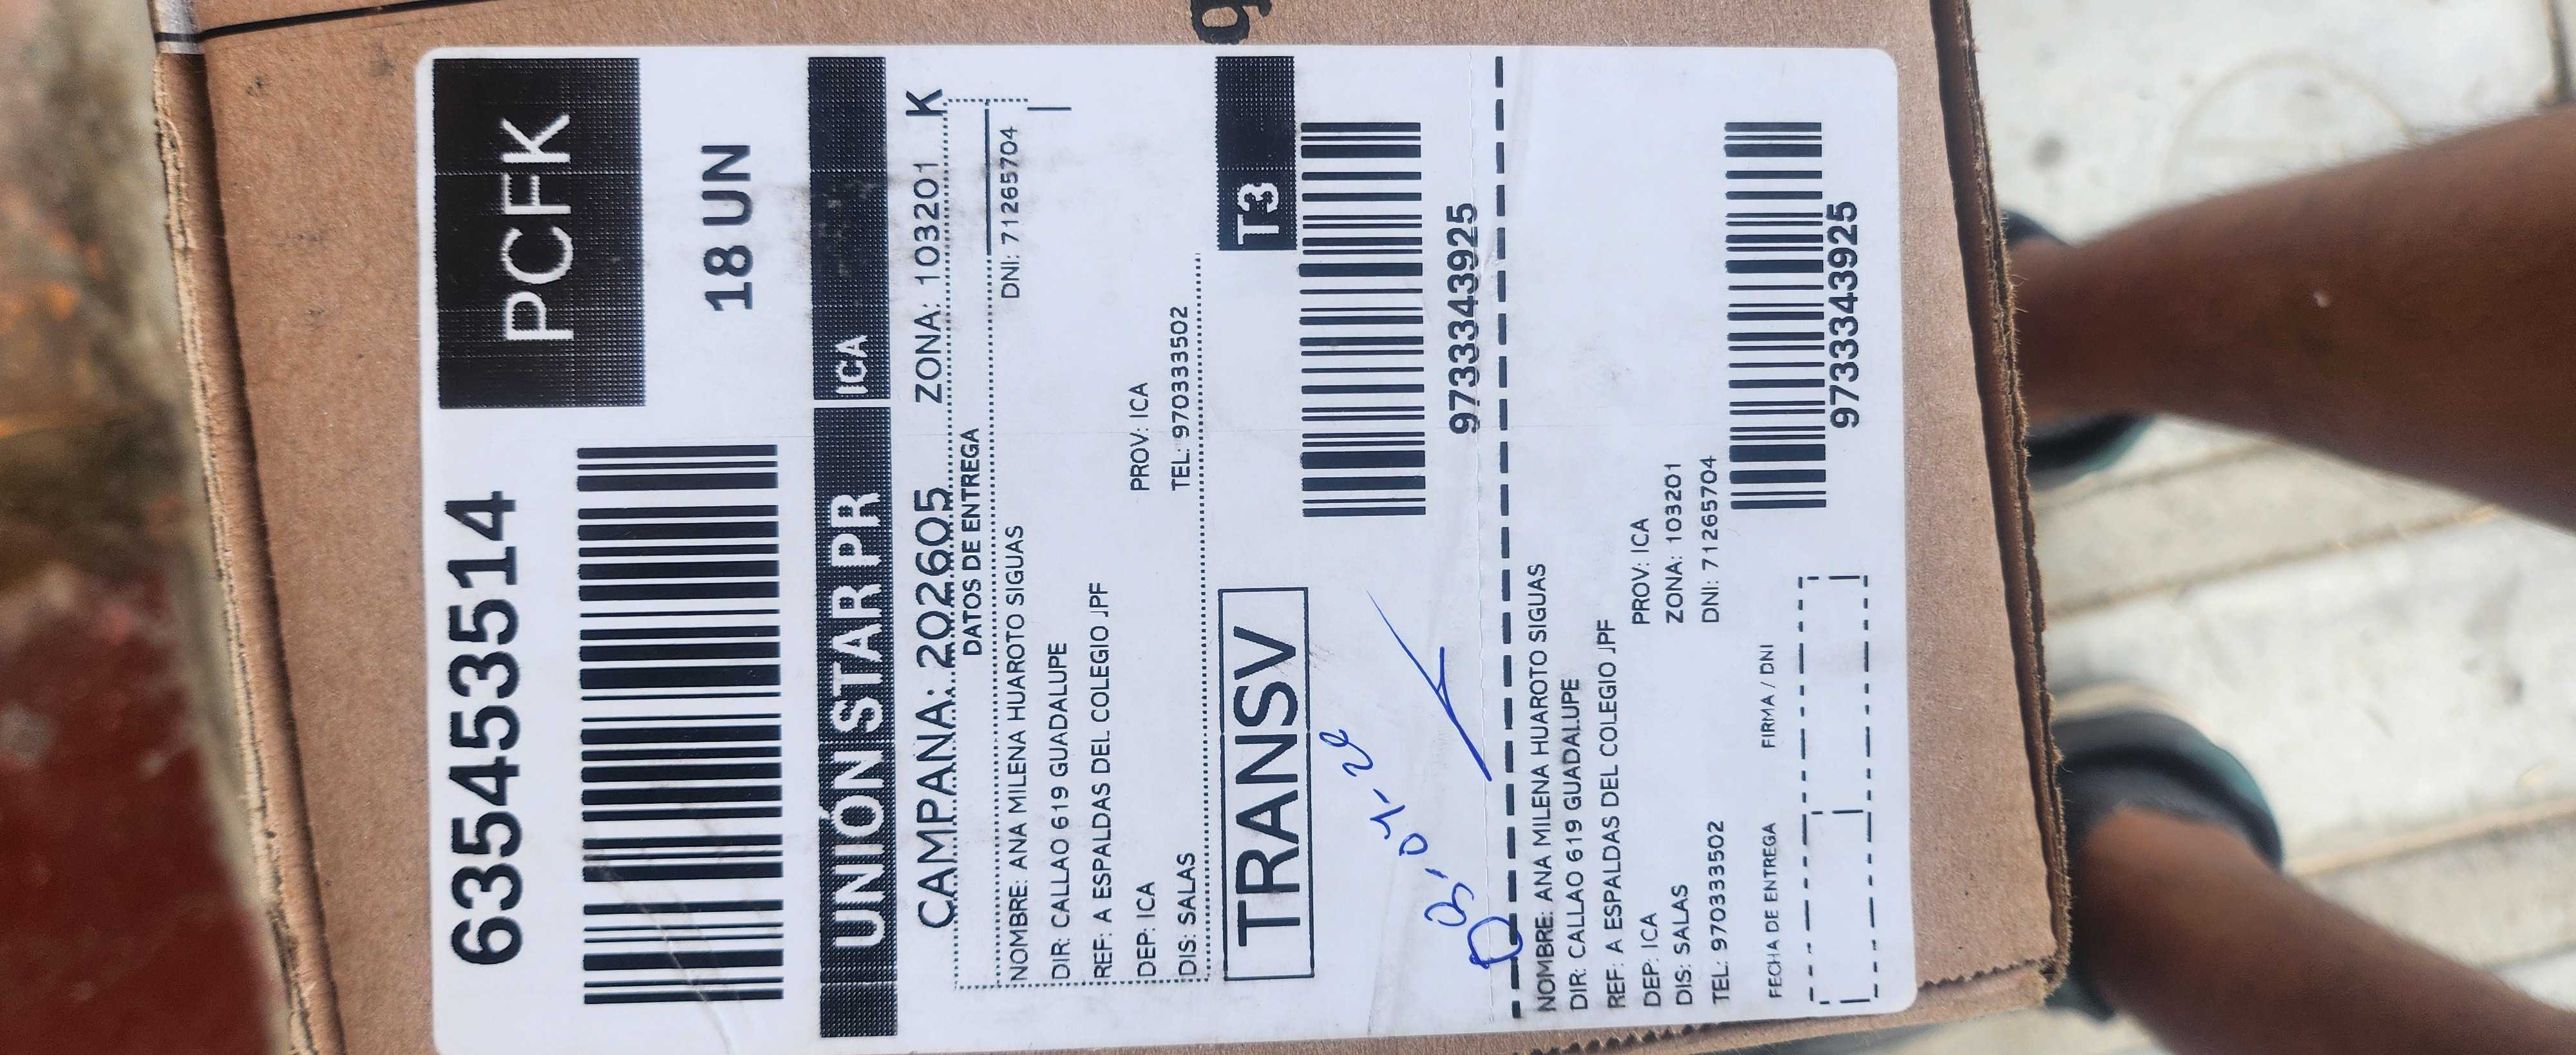 6354453514
PCFK
18 UN
UNIÓN STAR PR ICA
CAMPAÑA: 202605 ZONA: 103201 K
DATOS DE ENTREGA
NOMBRE: ANA MILENA HUAROTO SIGUAS DNI: 71265704
DIR: CALLAO 619 GUADALUPE
REF: A ESPALDAS DEL COLEGIO JPF
DEP: ICA PROV: ICA
DIS: SALAS TEL: 970333502
TRANSV T3
9733343925
NOMBRE: ANA MILENA HUAROTO SIGUAS
DIR: CALLAO 619 GUADALUPE
REF: A ESPALDAS DEL COLEGIO JPF
DEP: ICA PROV: ICA
DIS: SALAS ZONA: 103201
TEL: 970333502 DNI: 71265704
FECHA DE ENTREGA FIRMA / DNI
9733343925